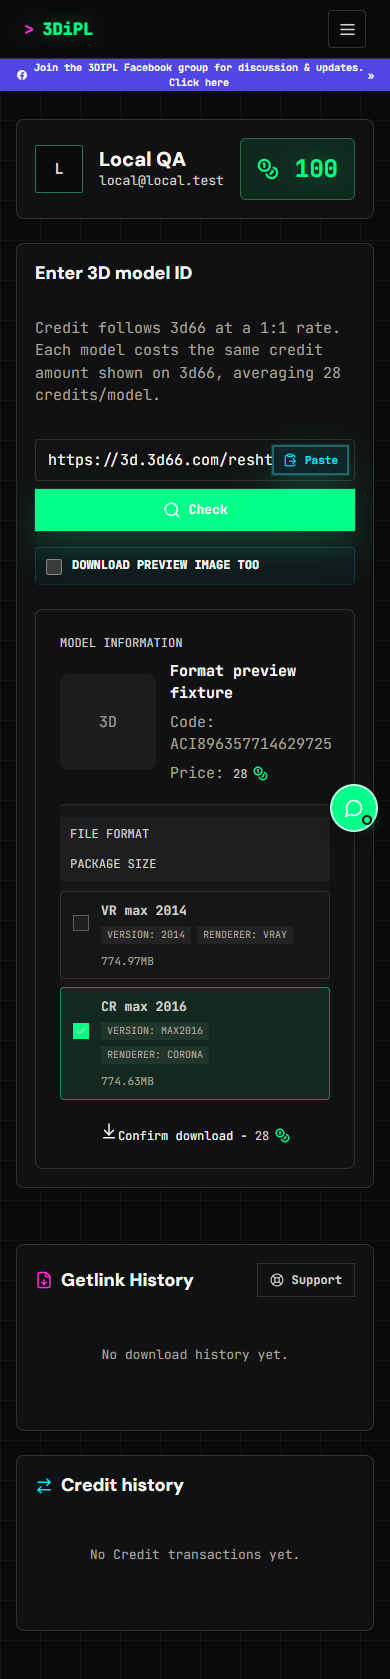 > 3DiPL
Join the 3DIPL Facebook group for discussion & updates.
Click here »
L
Local QA
local@local.test
100
Enter 3D model ID
Credit follows 3d66 at a 1:1 rate.
Each model costs the same credit
amount shown on 3d66, averaging 28
credits/model.
https://3d.3d66.com/resht
Paste
Check
DOWNLOAD PREVIEW IMAGE TOO
MODEL INFORMATION
3D
Format preview
fixture
Code:
ACI896357714629725
Price: 28
FILE FORMAT
PACKAGE SIZE
VR max 2014
VERSION: 2014 RENDERER: VRAY
774.97MB
CR max 2016
VERSION: MAX2016
RENDERER: CORONA
774.63MB
Confirm download - 28
Getlink History
Support
No download history yet.
Credit history
No Credit transactions yet.